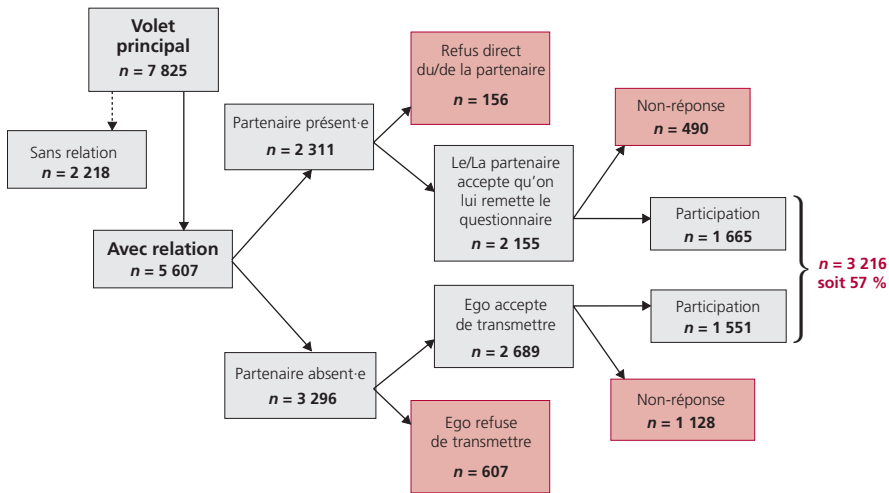 Volet
principal
n = 7 825
Sans relation
n = 2 218
Avec relation
n = 5 607
Partenaire présent·e
n = 2 311
Partenaire absent·e
n = 3 296
Refus direct
du/de la partenaire
n = 156
Le/La partenaire
accepte qu’on
lui remette le
questionnaire
n = 2 155
Ego accepte
de transmettre
n = 2 689
Ego refuse
de transmettre
n = 607
Non-réponse
n = 490
Participation
n = 1 665
Participation
n = 1 551
Non-réponse
n = 1 128
n = 3 216
soit 57 %